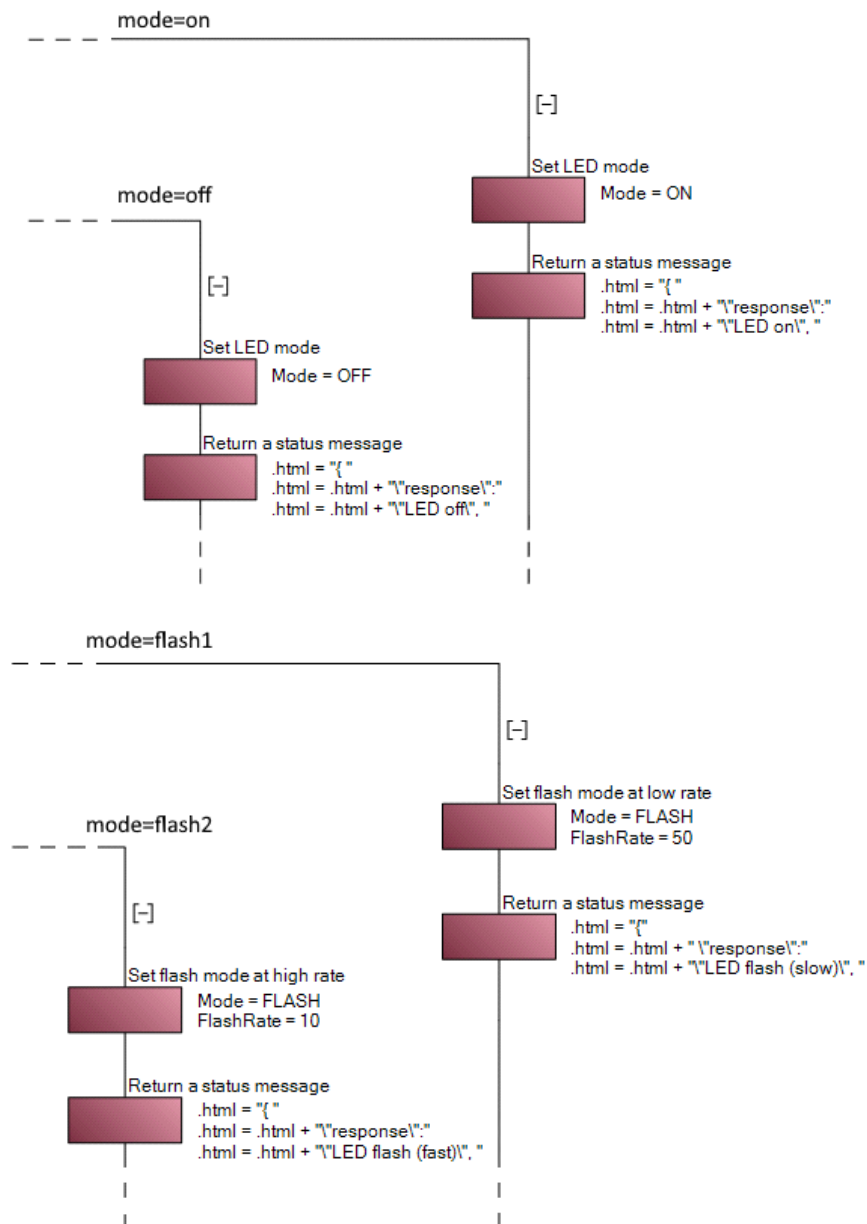 mode=on
[-]
Set LED mode
Mode = ON
Return a status message
.html = "{ "
.html = .html + "\"response\":"
.html = .html + "\"LED on\", "
mode=off
[-]
Set LED mode
Mode = OFF
Return a status message
.html = "{ "
.html = .html + "\"response\":"
.html = .html + "\"LED off\", "
mode=flash1
[-]
Set flash mode at low rate
Mode = FLASH
FlashRate = 50
Return a status message
.html = "{"
.html = .html + " \"response\":"
.html = .html + "\"LED flash (slow)\", "
mode=flash2
[-]
Set flash mode at high rate
Mode = FLASH
FlashRate = 10
Return a status message
.html = "{ "
.html = .html + "\"response\":"
.html = .html + "\"LED flash (fast)\", "